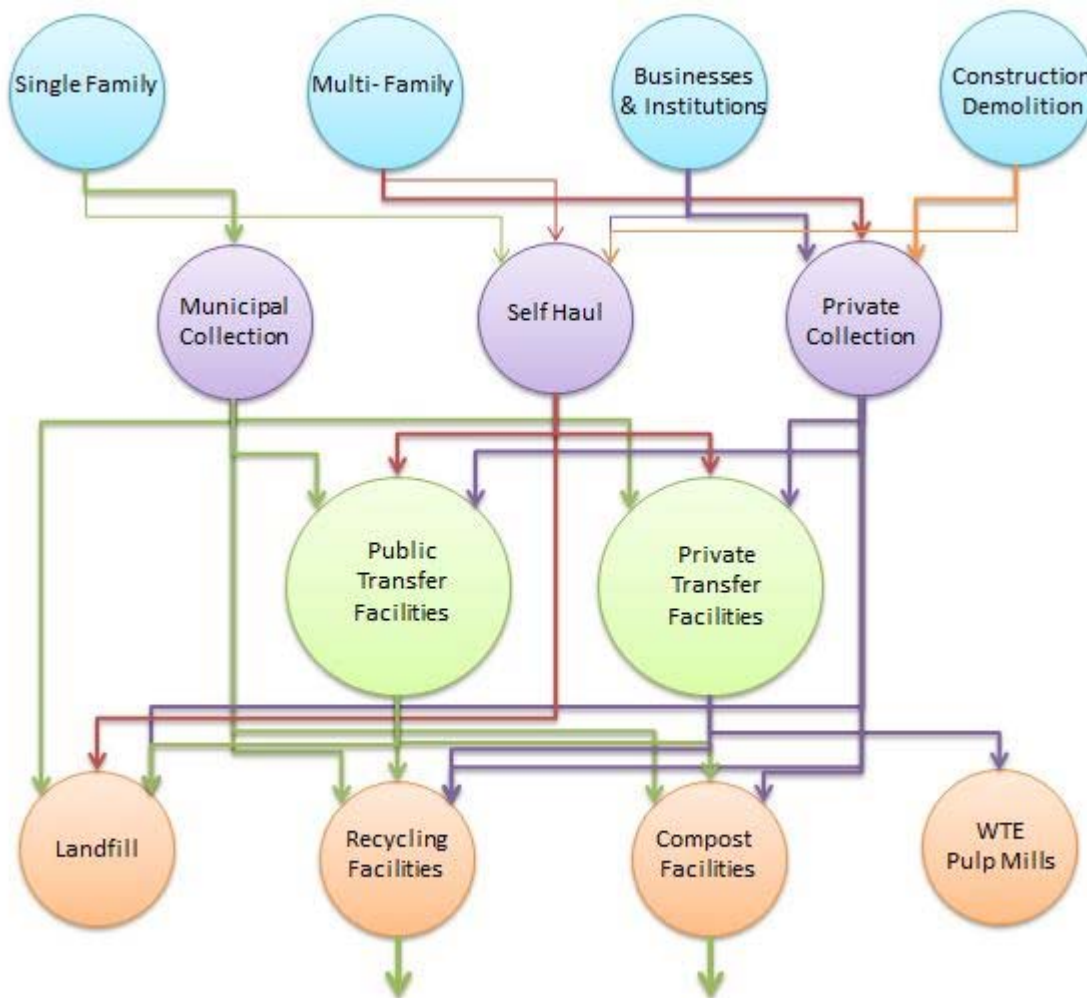 Single Family
Multi- Family
Businesses
& Institutions
Construction
Demolition
Municipal
Collection
Self Haul
Private
Collection
Public
Transfer
Facilities
Private
Transfer
Facilities
Landfill
Recycling
Facilities
Compost
Facilities
WTE
Pulp Mills